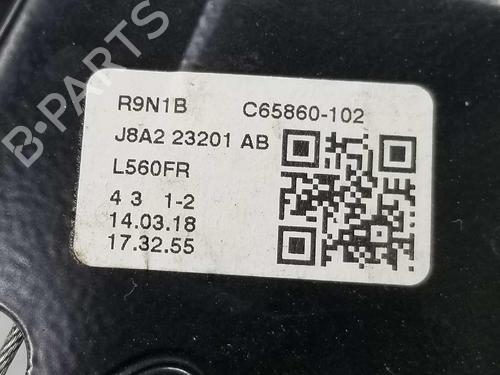 B-PARTS
R9N1B C65860-102
J8A2 23201 AB
L560FR
4 3 1-2
14.03.18
17.32.55